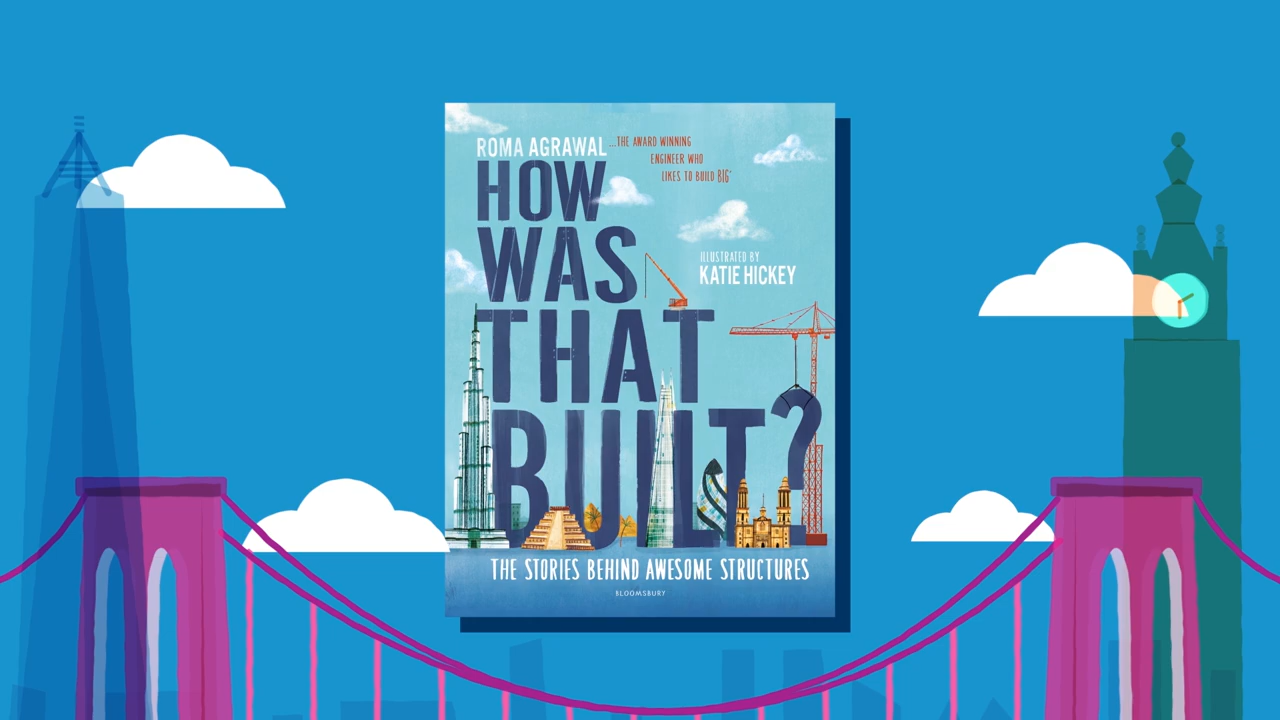 ROMA AGRAWAL
...THE AWARD WINNING
ENGINEER WHO
LIKES TO BUILD BIG*
HOW
WAS
THAT
BUILT?
ILLUSTRATED BY
KATIE HICKEY
THE STORIES BEHIND AWESOME STRUCTURES
BLOOMSBURY